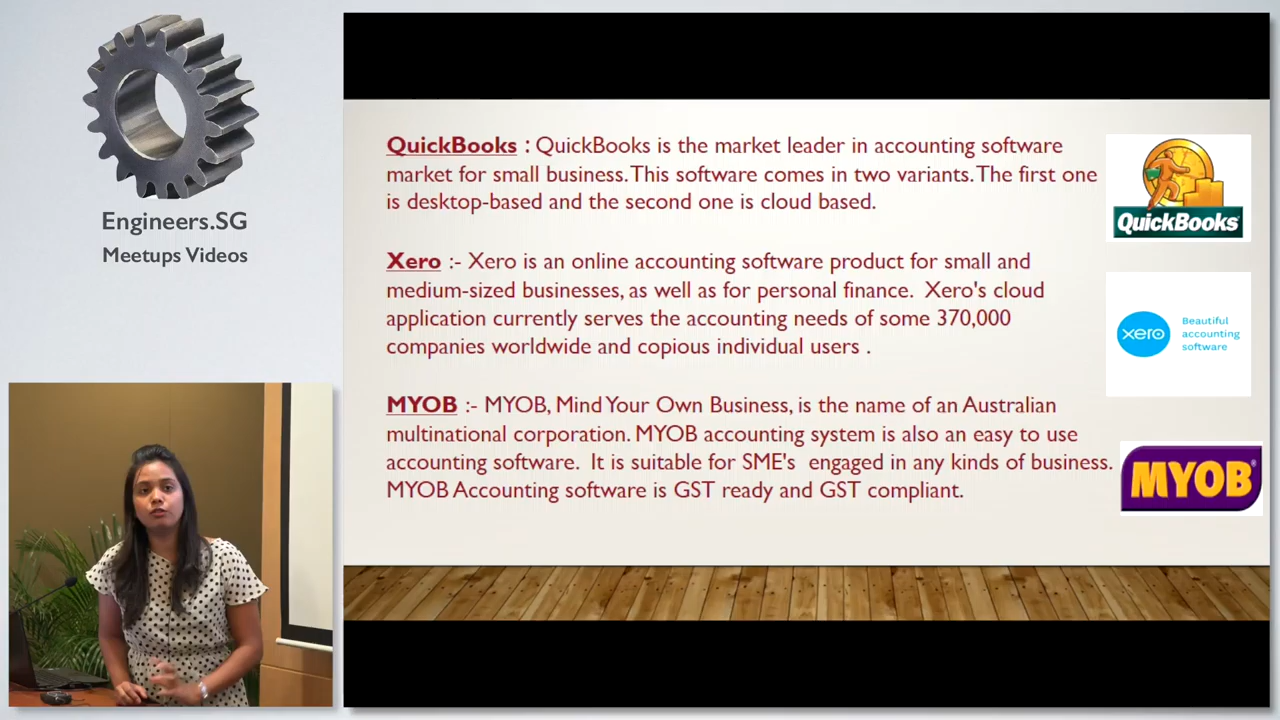 Engineers.SG
Meetups Videos
QuickBooks : QuickBooks is the market leader in accounting software
market for small business. This software comes in two variants. The first one
is desktop-based and the second one is cloud based.
QuickBooks
Xero :- Xero is an online accounting software product for small and
medium-sized businesses, as well as for personal finance. Xero's cloud
application currently serves the accounting needs of some 370,000
companies worldwide and copious individual users .
xero
Beautiful
accounting
software
MYOB :- MYOB, Mind Your Own Business, is the name of an Australian
multinational corporation. MYOB accounting system is also an easy to use
accounting software. It is suitable for SME's engaged in any kinds of business.
MYOB Accounting software is GST ready and GST compliant.
MYOB®